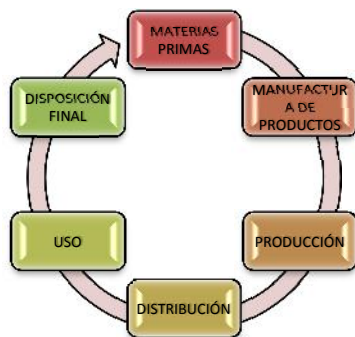 MATERIAS
PRIMAS
MANUFACTUR
A DE
PRODUCTOS
PRODUCCIÓN
DISTRIBUCIÓN
USO
DISPOSICIÓN
FINAL